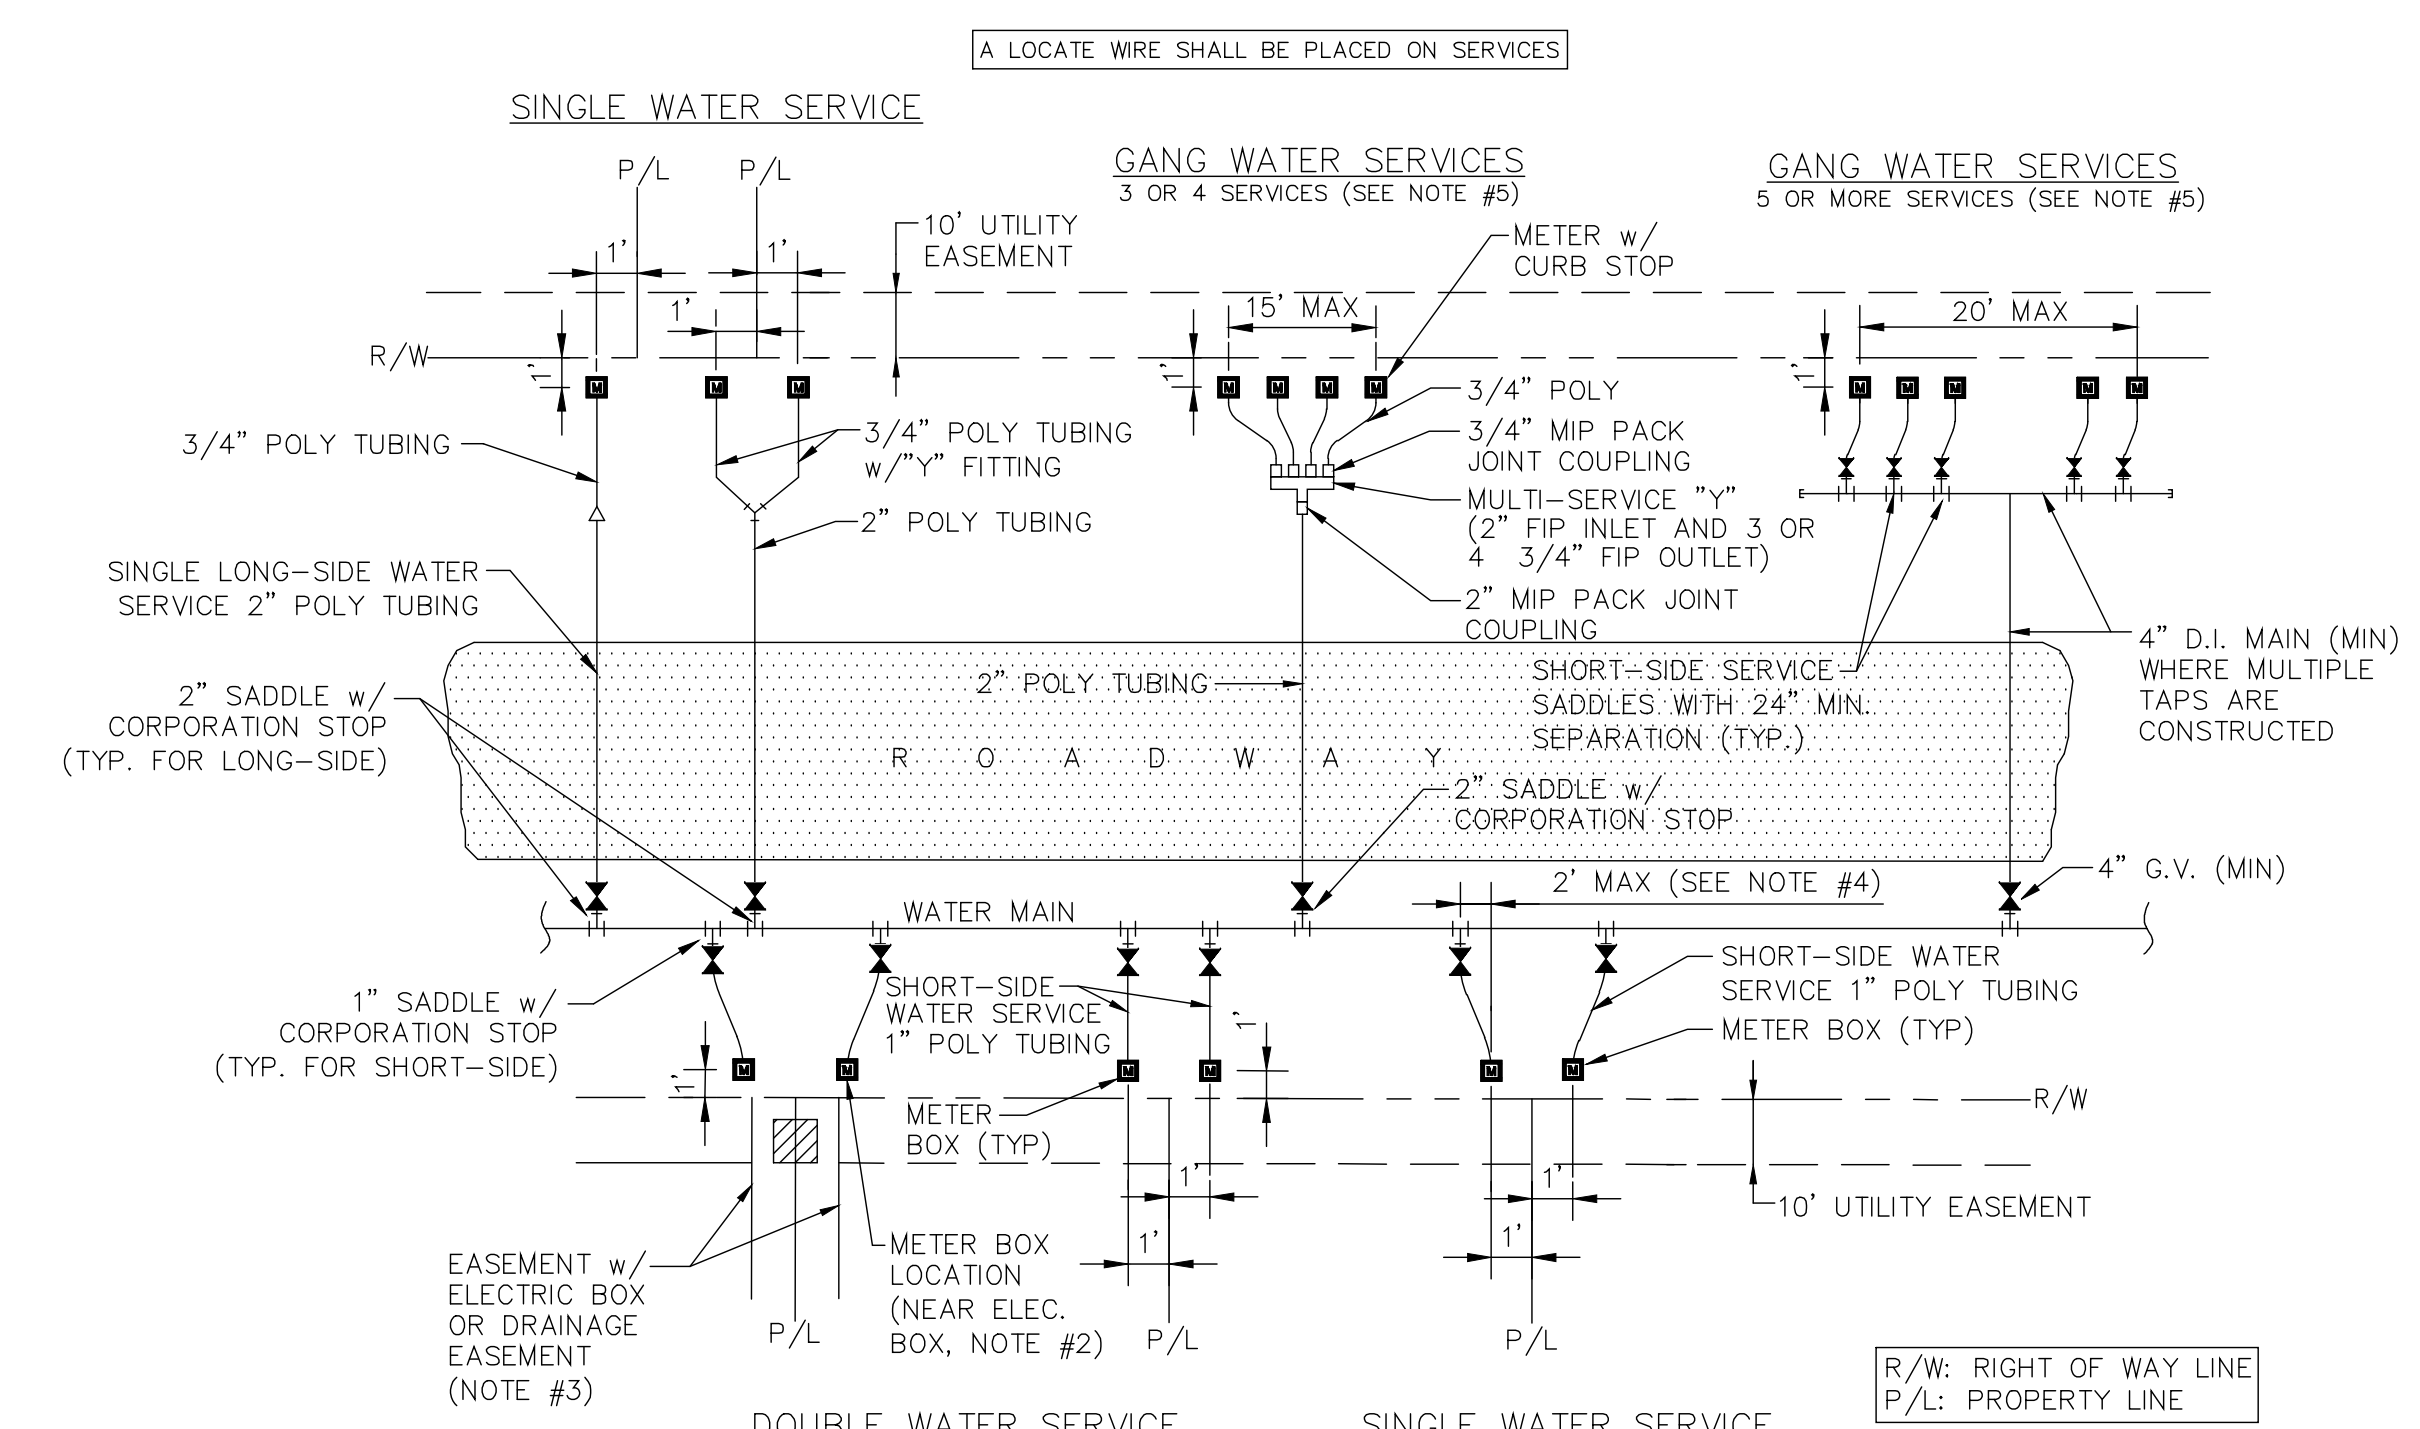 A LOCATE WIRE SHALL BE PLACED ON SERVICES
SINGLE WATER SERVICE
P/L
P/L
GANG WATER SERVICES
3 OR 4 SERVICES (SEE NOTE #5)
GANG WATER SERVICES
5 OR MORE SERVICES (SEE NOTE #5)
1'
1'
10' UTILITY
EASEMENT
METER w/
CURB STOP
1'
15' MAX
20' MAX
R/W
1'
1'
1'
M
M
M
M
M
M
M
M
M
M
M
M
3/4" POLY TUBING
3/4" POLY TUBING
w/"Y" FITTING
3/4" POLY
3/4" MIP PACK
JOINT COUPLING
2" POLY TUBING
MULTI-SERVICE "Y"
(2" FIP INLET AND 3 OR
4 3/4" FIP OUTLET)
SINGLE LONG-SIDE WATER
SERVICE 2" POLY TUBING
2" MIP PACK JOINT
COUPLING
4" D.I. MAIN (MIN)
WHERE MULTIPLE
TAPS ARE
CONSTRUCTED
2" SADDLE w/
CORPORATION STOP
(TYP. FOR LONG-SIDE)
2" POLY TUBING
SHORT-SIDE SERVICE
SADDLES WITH 24" MIN.
SEPARATION (TYP.)
ROADWAY
2" SADDLE w/
CORPORATION STOP
4" G.V. (MIN)
2' MAX (SEE NOTE #4)
WATER MAIN
1" SADDLE w/
CORPORATION STOP
(TYP. FOR SHORT-SIDE)
SHORT-SIDE
WATER SERVICE
1" POLY TUBING
1'
SHORT-SIDE WATER
SERVICE 1" POLY TUBING
METER BOX (TYP)
1'
M
M
M
M
M
M
METER
BOX (TYP)
R/W
1'
1'
10' UTILITY EASEMENT
1'
1'
EASEMENT w/
ELECTRIC BOX
OR DRAINAGE
EASEMENT
(NOTE #3)
METER BOX
LOCATION
(NEAR ELEC.
BOX, NOTE #2)
P/L
P/L
P/L
R/W: RIGHT OF WAY LINE
P/L: PROPERTY LINE
DOUBLE WATER SERVICE
SINGLE WATER SERVICE